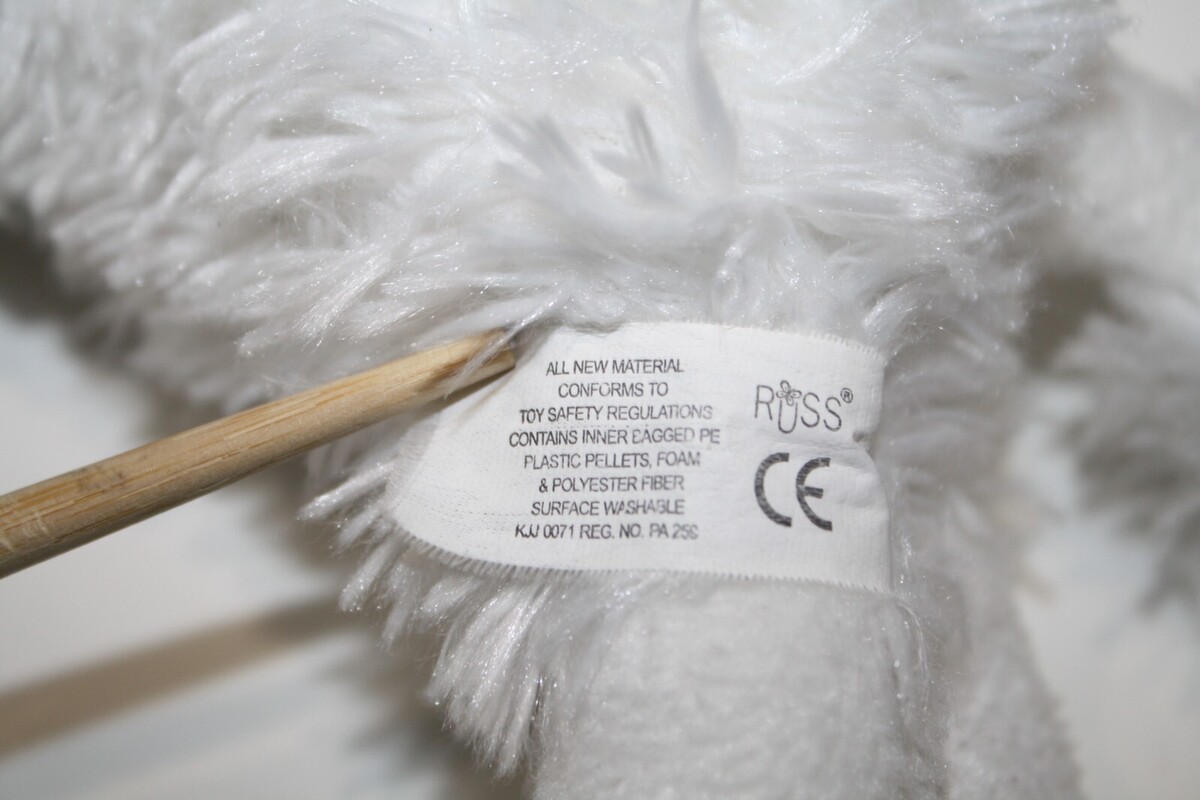 ALL NEW MATERIAL
CONFORMS TO
TOY SAFETY REGULATIONS
CONTAINS INNER BAGGED PE
PLASTIC PELLETS, FOAM
& POLYESTER FIBER
SURFACE WASHABLE
KJJ 0071 REG. NO. PA
RUSS®
CE